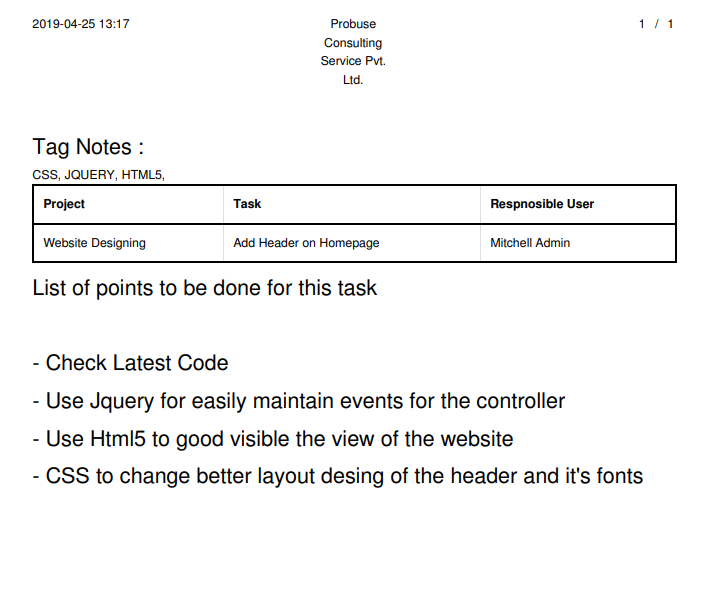 2019-04-25 13:17
Probuse
Consulting
Service Pvt.
Ltd.
1 / 1
Tag Notes :
CSS, JQUERY, HTML5,
Project Task Respnosible User
Website Designing Add Header on Homepage Mitchell Admin
List of points to be done for this task
- Check Latest Code
- Use Jquery for easily maintain events for the controller
- Use Html5 to good visible the view of the website
- CSS to change better layout desing of the header and it's fonts